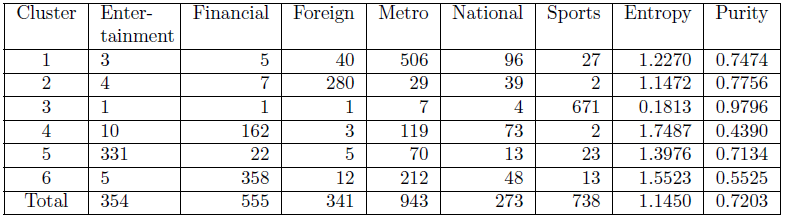 Cluster Enter- Financial Foreign Metro National Sports Entropy Purity
tainment
1 3 5 40 506 96 27 1.2270 0.7474
2 4 7 280 29 39 2 1.1472 0.7756
3 1 1 1 7 4 671 0.1813 0.9796
4 10 162 3 119 73 2 1.7487 0.4390
5 331 22 5 70 13 23 1.3976 0.7134
6 5 358 12 212 48 13 1.5523 0.5525
Total 354 555 341 943 273 738 1.1450 0.7203